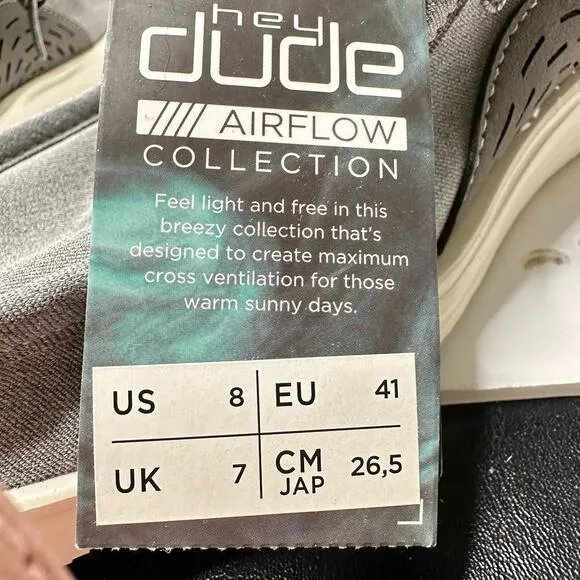 hey
dude
AIRFLOW
COLLECTION
Feel light and free in this
breezy collection that's
designed to create maximum
cross ventilation for those
warm sunny days.
US 8 EU 41
UK 7 CM JAP 26,5